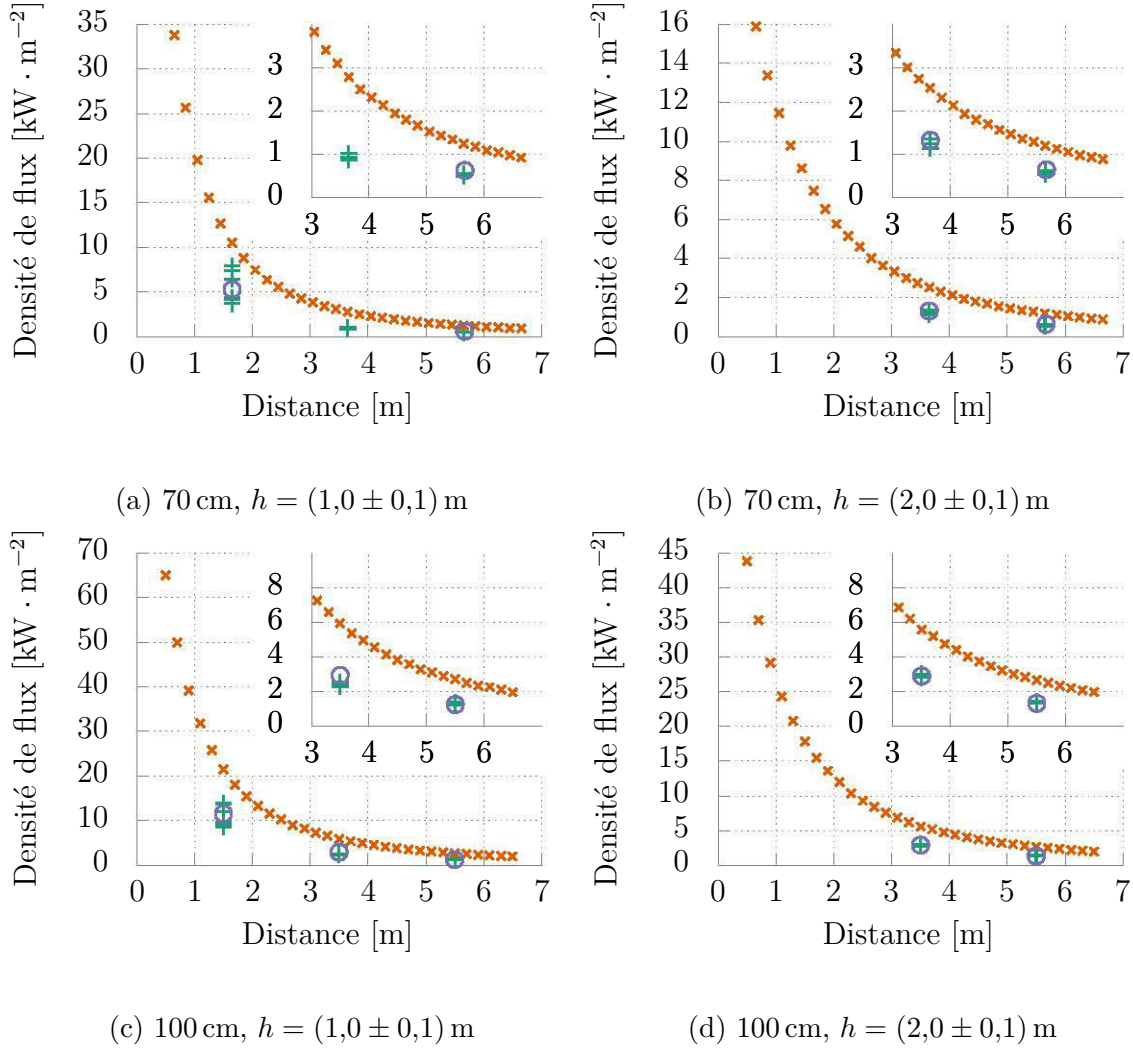 Densité de flux [kW · m⁻²]
35
30
25
20
15
10
5
0
0 1 2 3 4 5 6 7
Distance [m]
3
2
1
0
3 4 5 6
(a) 70 cm, h = (1,0 ± 0,1) m
Densité de flux [kW · m⁻²]
16
14
12
10
8
6
4
2
0
0 1 2 3 4 5 6 7
Distance [m]
3
2
1
0
3 4 5 6
(b) 70 cm, h = (2,0 ± 0,1) m
Densité de flux [kW · m⁻²]
70
60
50
40
30
20
10
0
0 1 2 3 4 5 6 7
Distance [m]
8
6
4
2
0
3 4 5 6
(c) 100 cm, h = (1,0 ± 0,1) m
Densité de flux [kW · m⁻²]
45
40
35
30
25
20
15
10
5
0
0 1 2 3 4 5 6 7
Distance [m]
8
6
4
2
0
3 4 5 6
(d) 100 cm, h = (2,0 ± 0,1) m